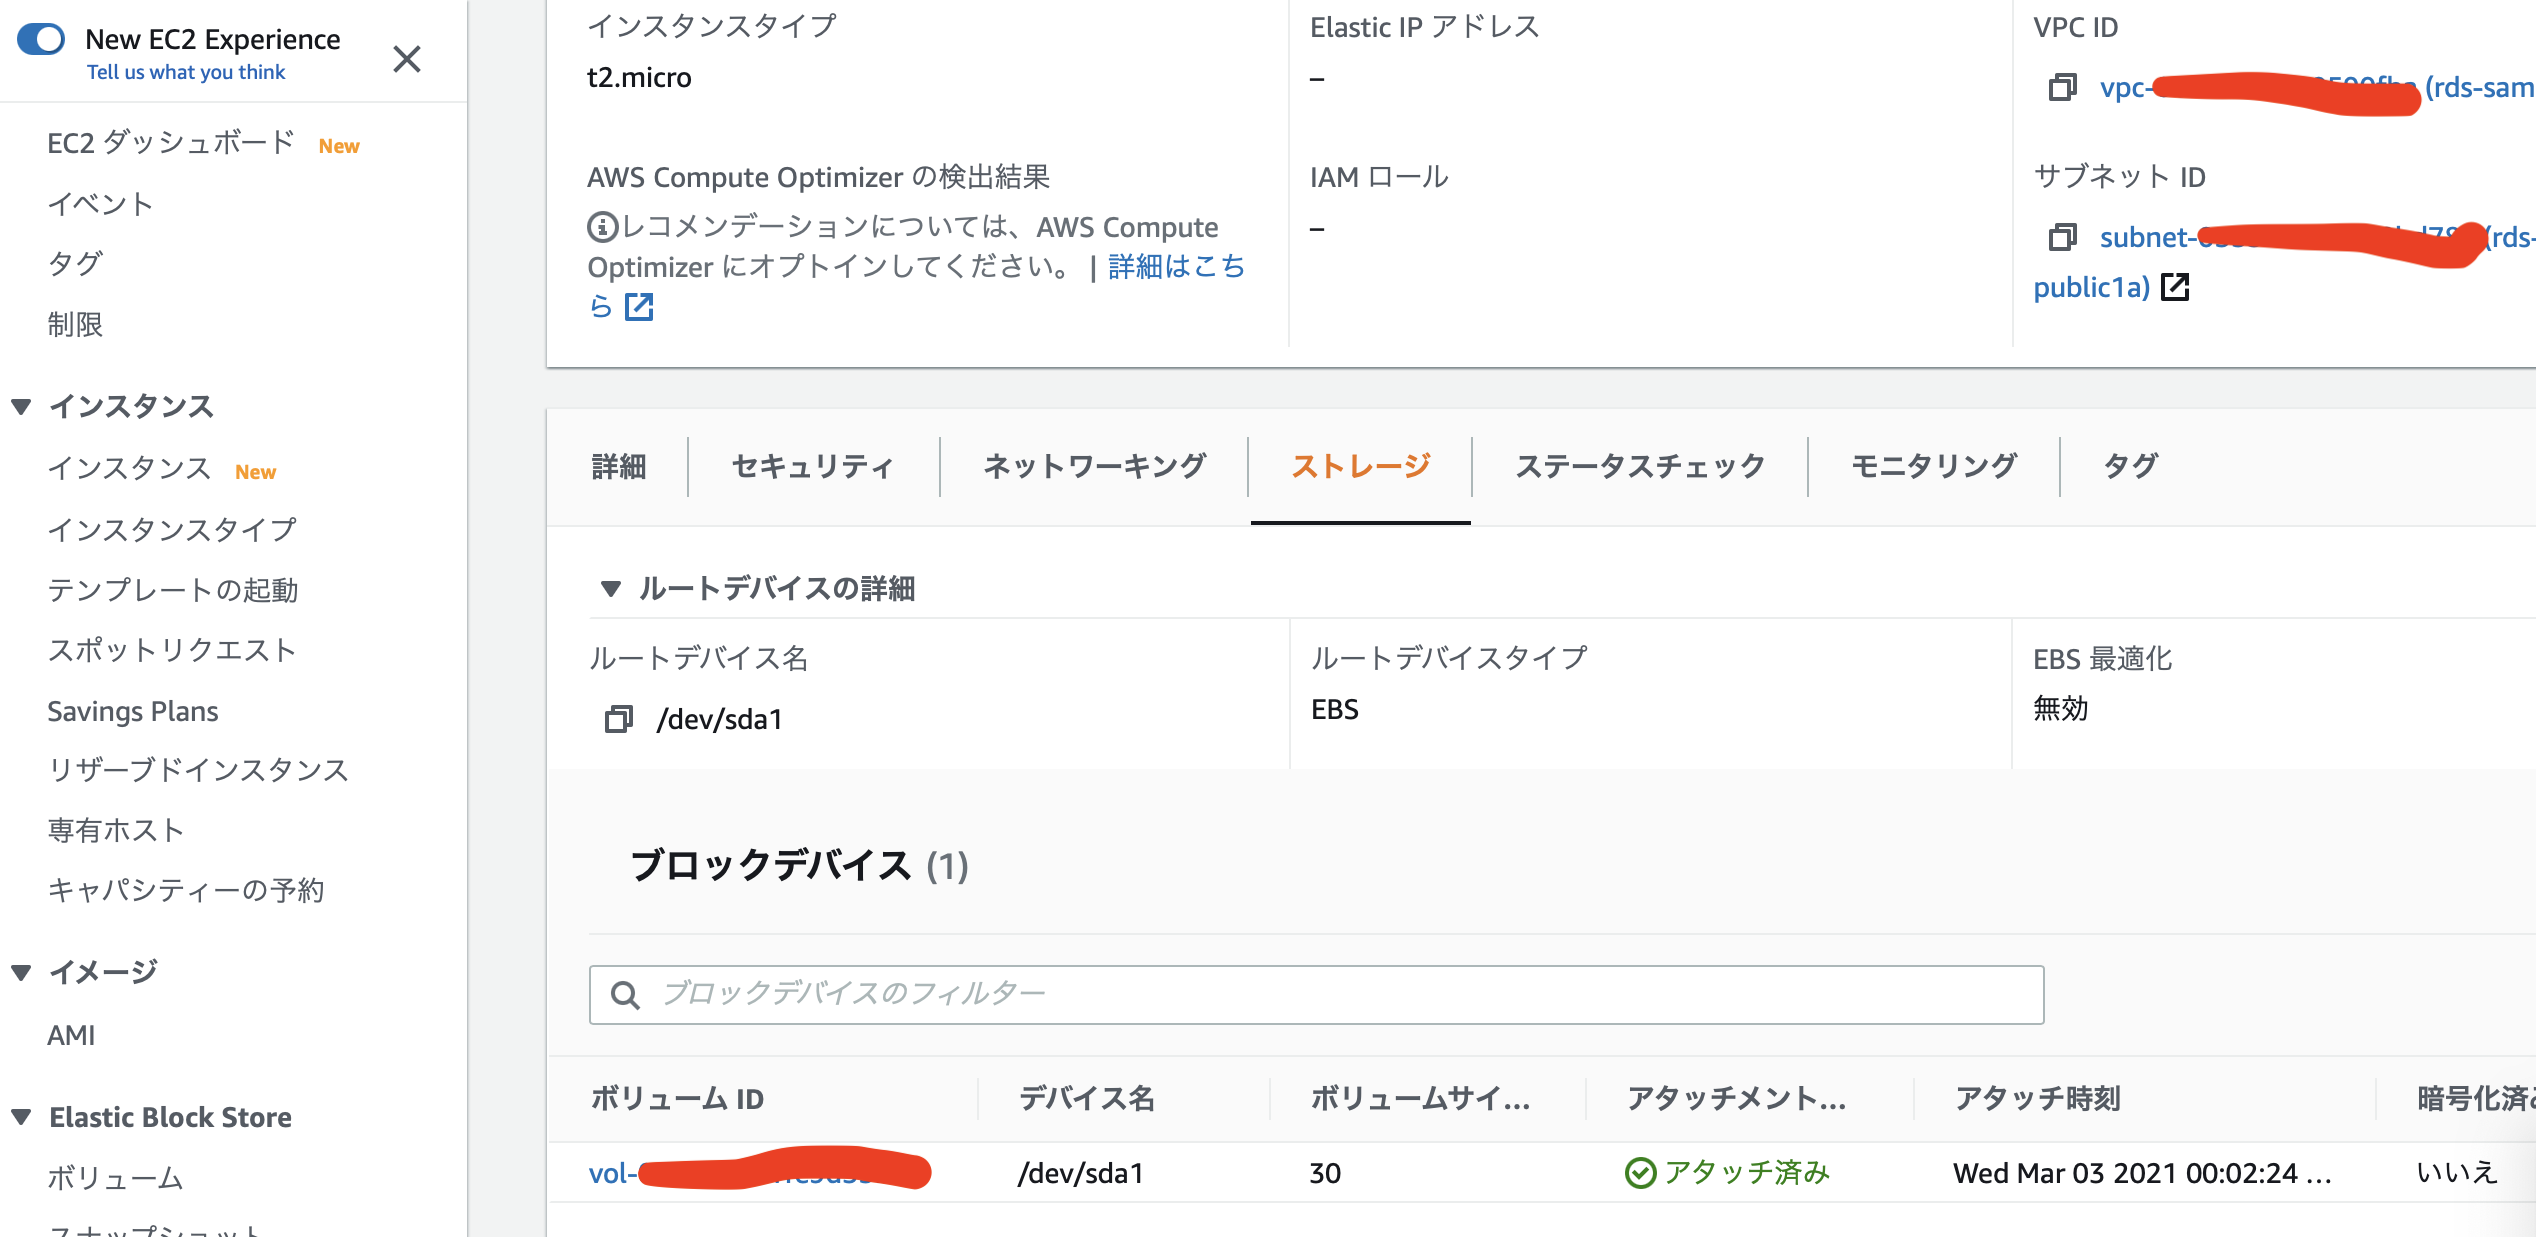 New EC2 Experience
Tell us what you think
EC2 ダッシュボード New
イベント
タグ
制限
インスタンス
インスタンス New
インスタンスタイプ
テンプレートの起動
スポットリクエスト
Savings Plans
リザーブドインスタンス
専有ホスト
キャパシティーの予約
イメージ
AMI
Elastic Block Store
ボリューム
スナップショット
インスタンスタイプ
t2.micro
Elastic IP アドレス
–
VPC ID
vpc- (rds-sam
AWS Compute Optimizer の検出結果
レコメンデーションについては、AWS Compute
Optimizer にオプトインしてください。 | 詳細はこち
ら
IAM ロール
–
サブネット ID
subnet- (rds-
public1a)
詳細
セキュリティ
ネットワーキング
ストレージ
ステータスチェック
モニタリング
タグ
ルートデバイスの詳細
ルートデバイス名
/dev/sda1
ルートデバイスタイプ
EBS
EBS 最適化
無効
ブロックデバイス (1)
ブロックデバイスのフィルター
ボリューム ID
デバイス名
ボリュームサイ...
アタッチメント...
アタッチ時刻
暗号化済み
vol-
/dev/sda1
30
アタッチ済み
Wed Mar 03 2021 00:02:24 ...
いいえ